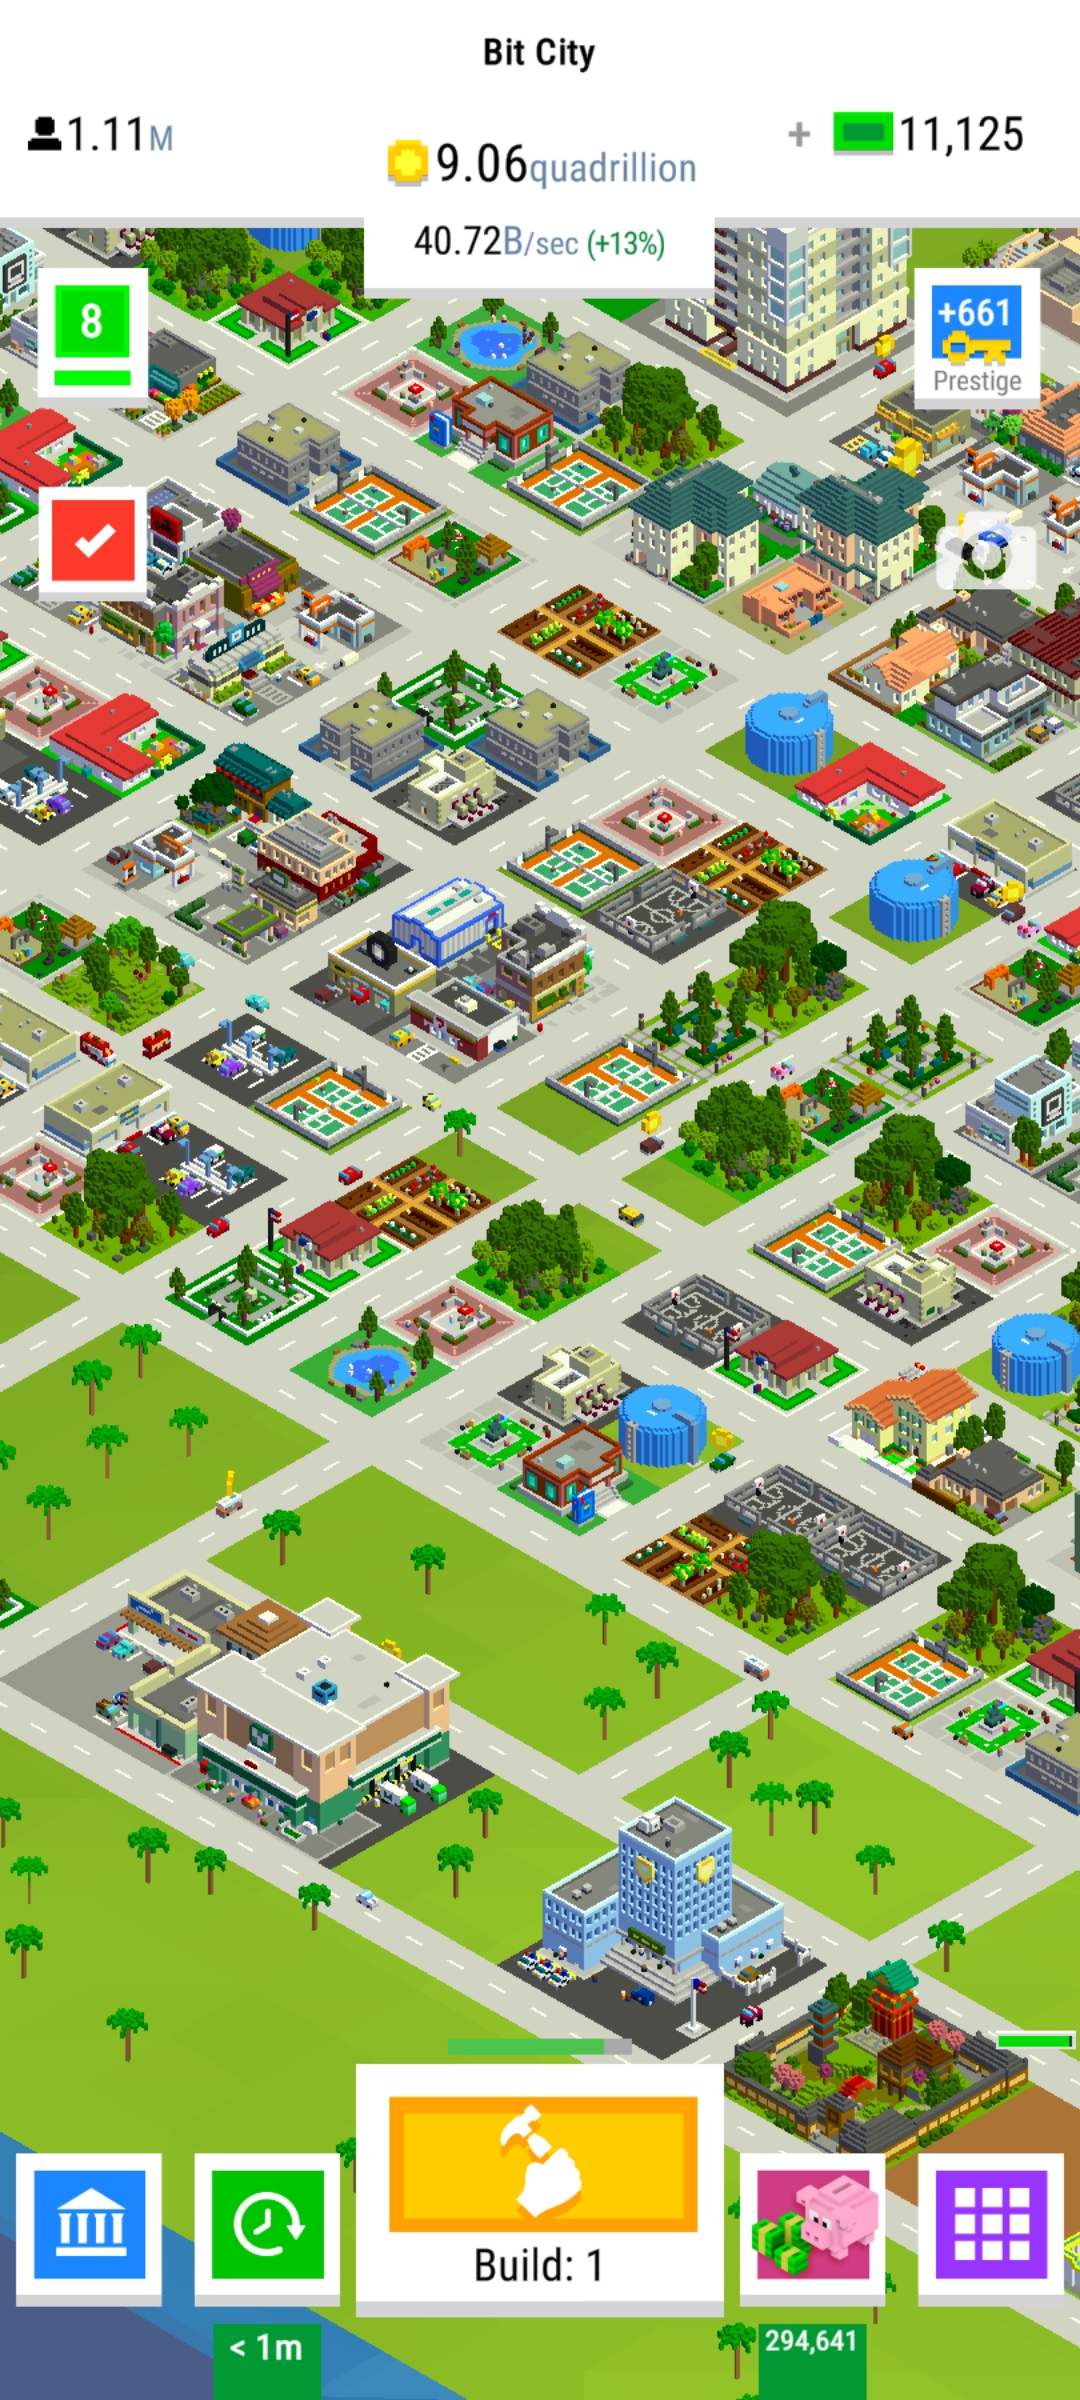 Bit City
1.11M
9.06quadrillion
+ 11,125
40.72B/sec (+13%)
8
+661
Prestige
Build: 1
< 1m
294,641